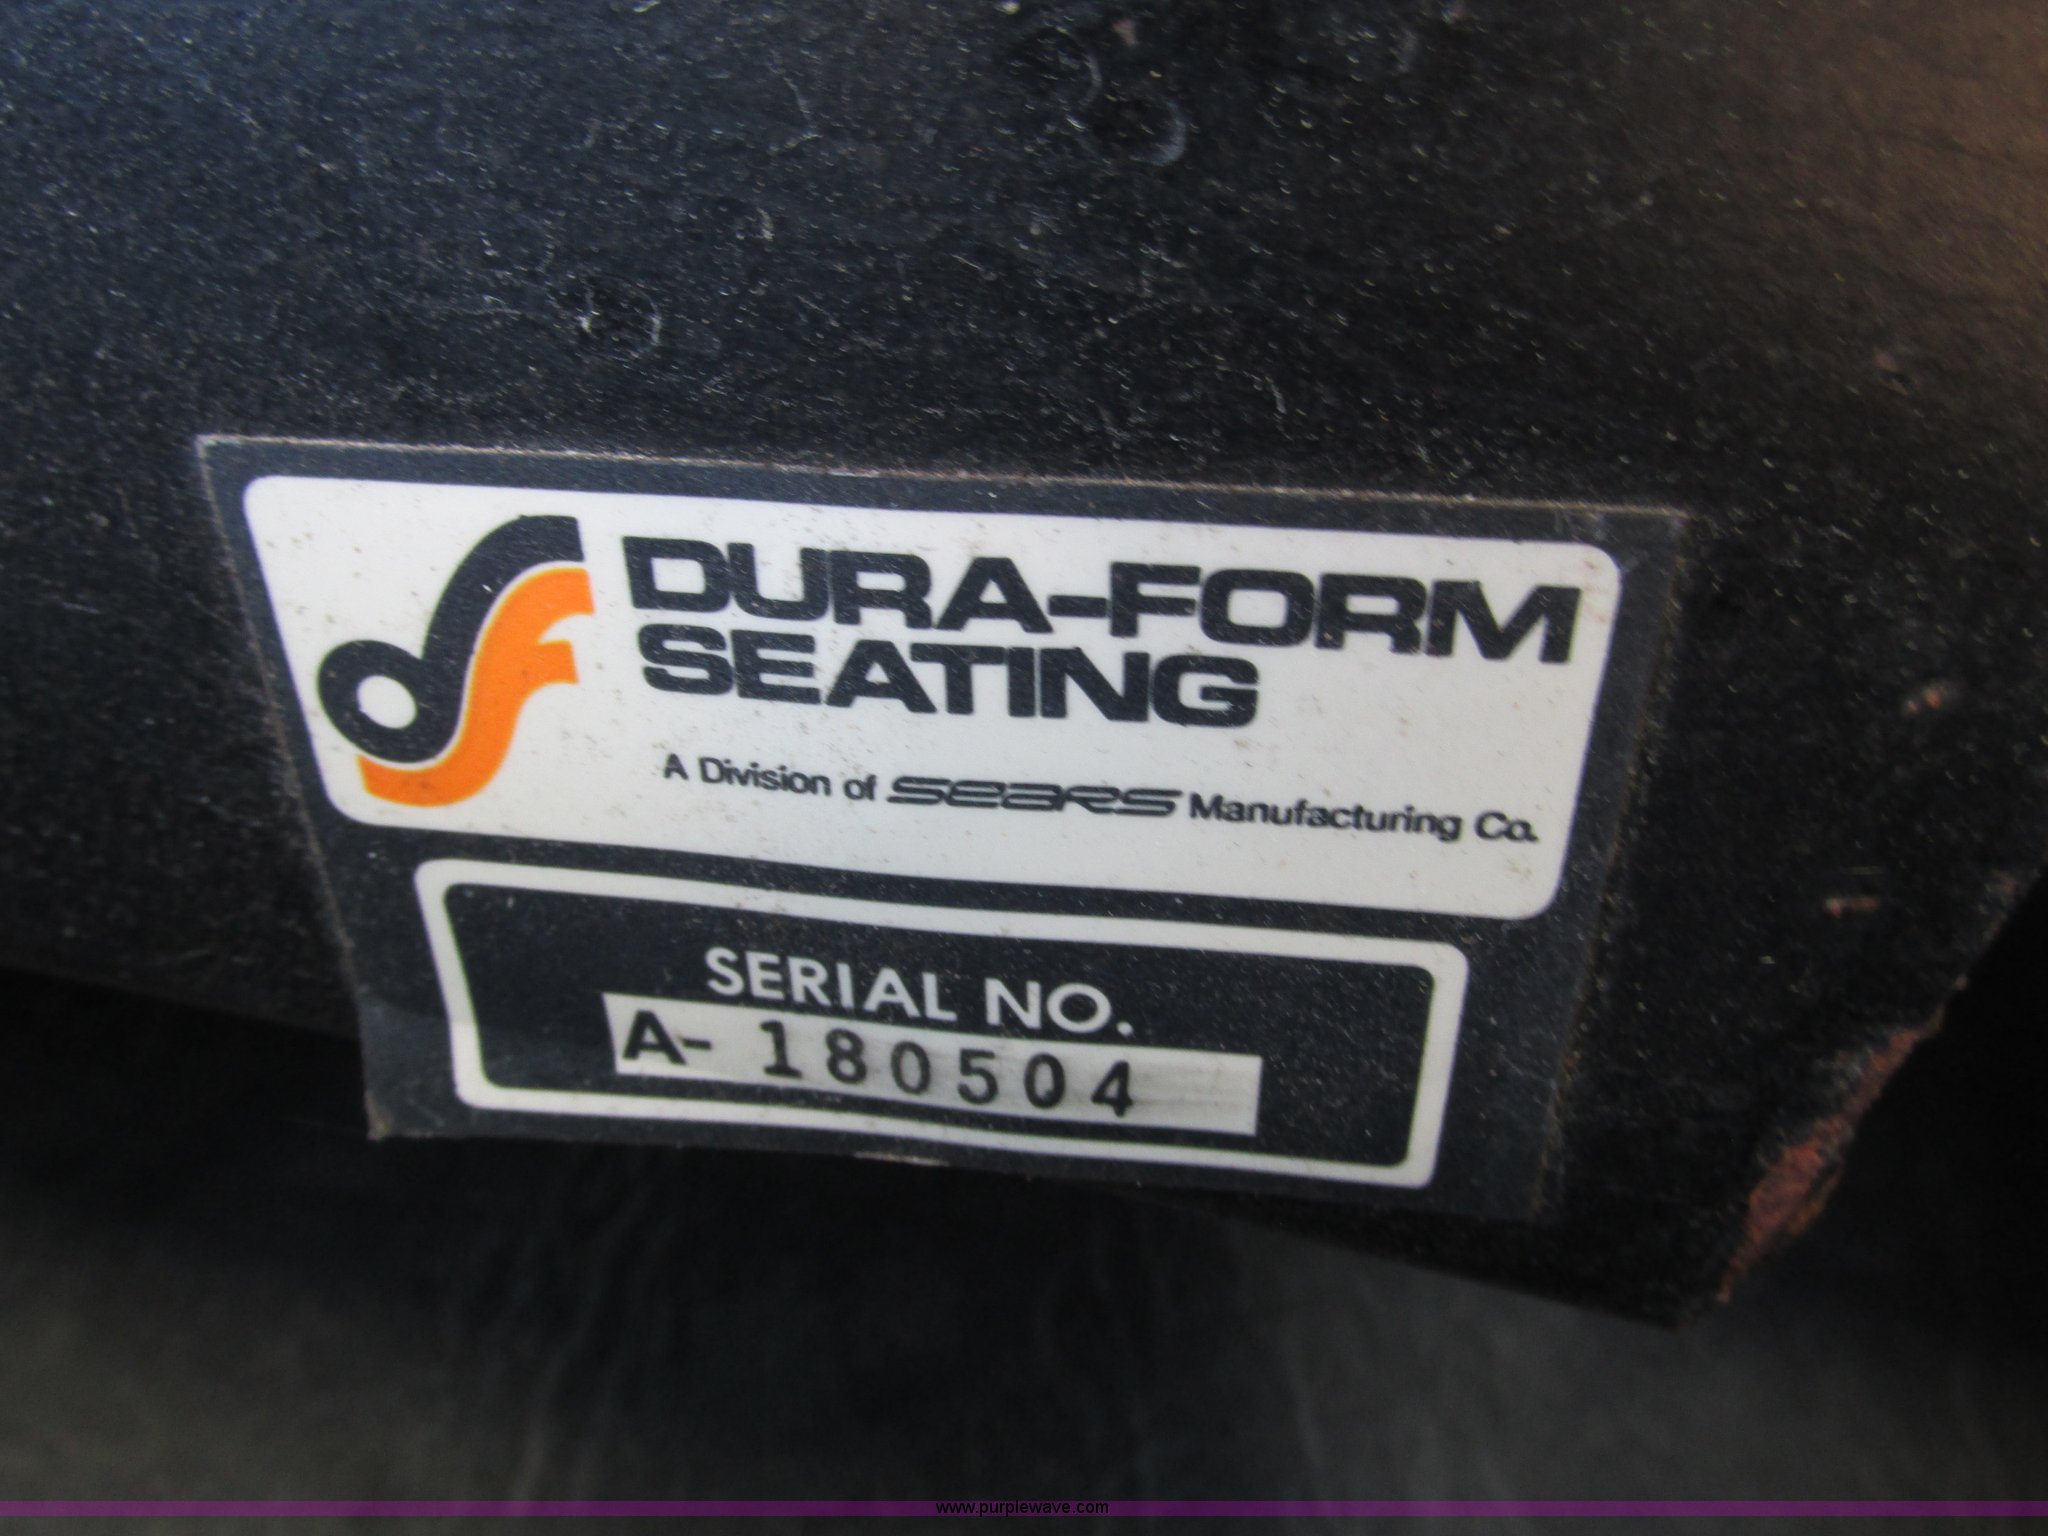 DURA-FORM
SEATING
A Division of SEARS Manufacturing Co.
SERIAL NO.
A- 180504
www.purplewave.com